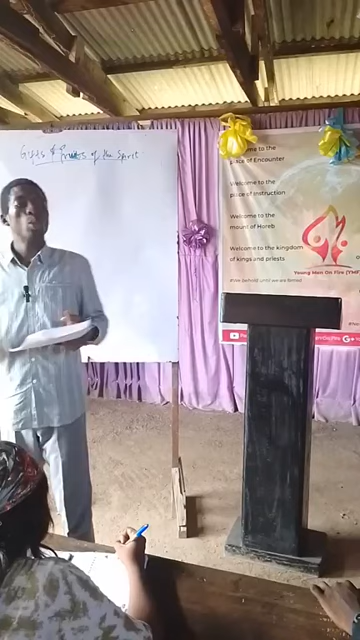 Gifts & Fruits of the Spirit
to the
place of Encounter
Welcome to the
place of Instruction
Welcome to the
mount of Horeb
Welcome to the kingdom
of kings and priests
Young Men On Fire (YMF